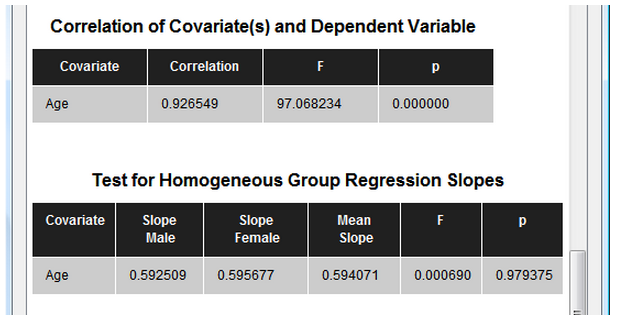 Correlation of Covariate(s) and Dependent Variable
Covariate Correlation F p
Age 0.926549 97.068234 0.000000
Test for Homogeneous Group Regression Slopes
Covariate Slope Male Slope Female Mean Slope F p
Age 0.592509 0.595677 0.594071 0.000690 0.979375